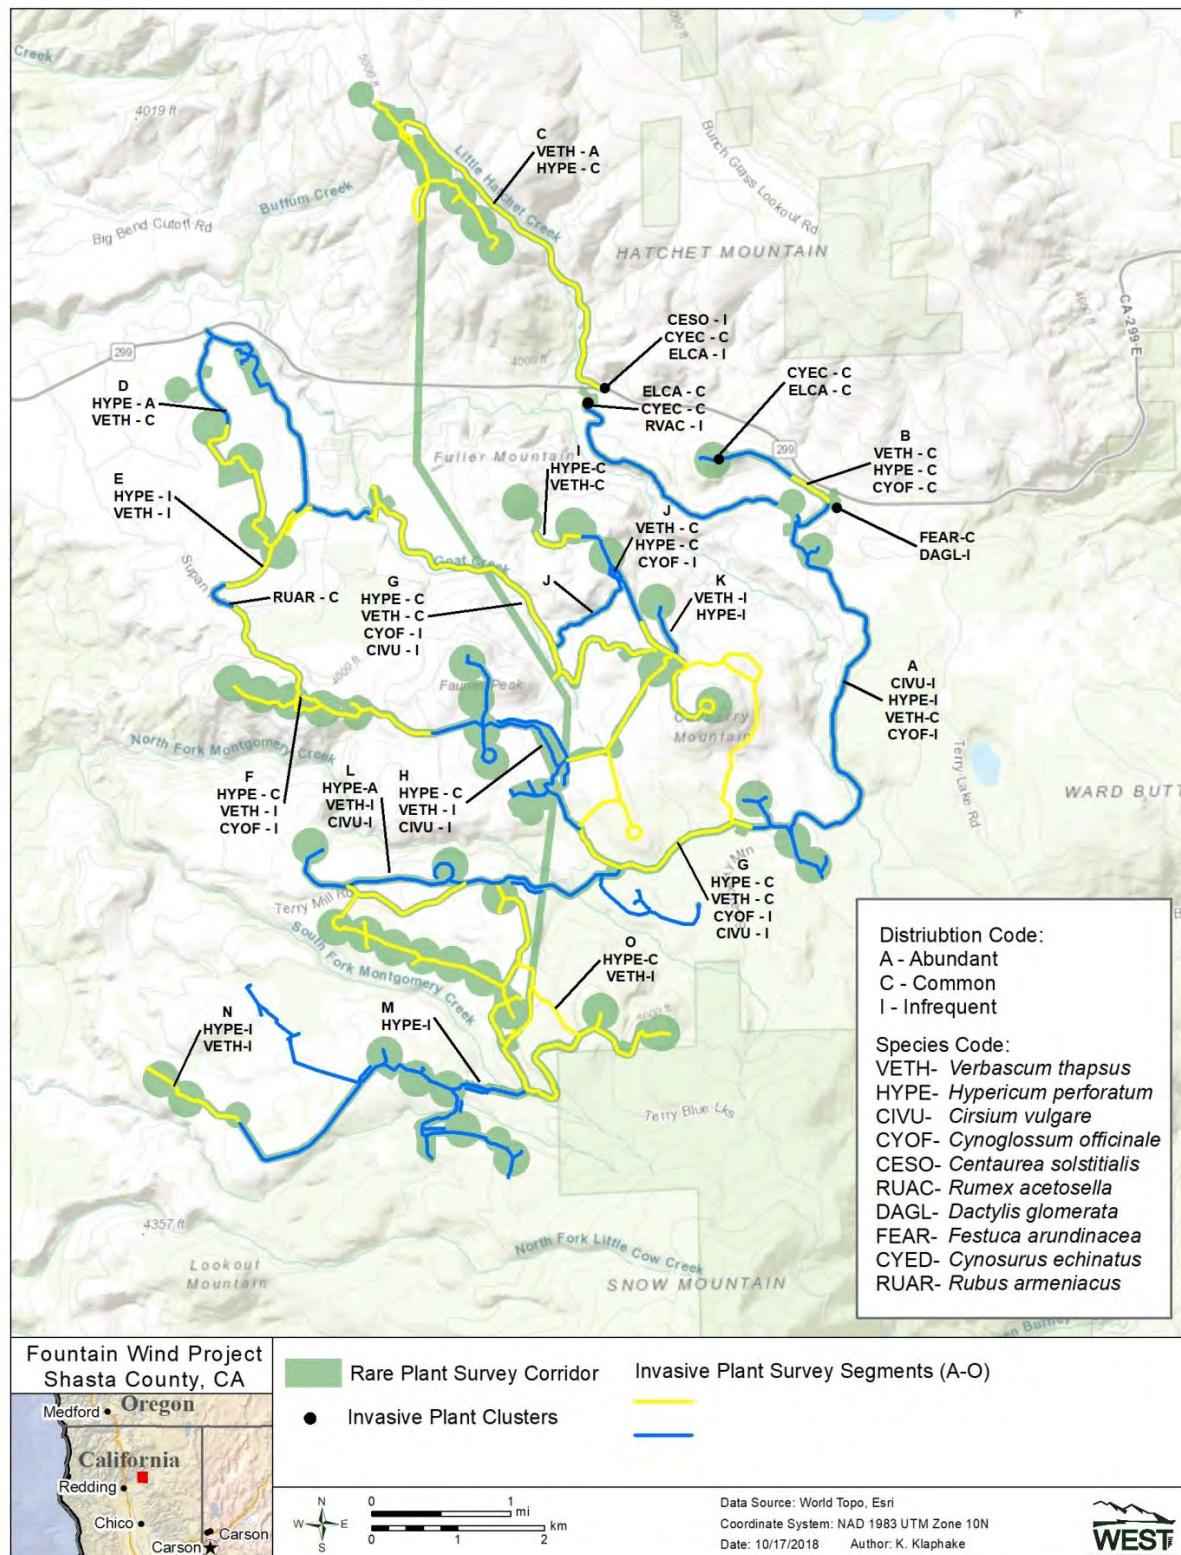 Creek
5000 ft
4019 ft
C
VETH - A
HYPE - C
Little Hatchet Creek
Bunch Grass Lookout Rd
Buffum Creek
Big Bend Cutoff Rd
HATCHET MOUNTAIN
CA-299 E
299
4000 ft
CESO - I
CYEC - C
ELCA - I
CYEC - C
ELCA - C
ELCA - C
CYEC - C
RVAC - I
D
HYPE - A
VETH - C
299
B
VETH - C
HYPE - C
CYOF - C
Fuller Mountain
I
HYPE-C
VETH-C
E
HYPE - I
VETH - I
J
VETH - C
HYPE - C
CYOF - I
FEAR-C
DAGL-I
Goat Creek
Supan
J
K
VETH -I
HYPE-I
RUAR - C
G
HYPE - C
VETH - C
CYOF - I
CIVU - I
4000 ft
A
CIVU-I
HYPE-I
VETH-C
CYOF-I
Mountain
North Fork Montgomery Creek
Terry Lake Rd
F
HYPE - C
VETH - I
CYOF - I
L
HYPE-A
VETH-I
CIVU-I
H
HYPE - C
VETH - I
CIVU - I
WARD BUTT
G
HYPE - C
VETH - C
CYOF - I
CIVU - I
Terry Mill Rd
South Fork Montgomery Creek
O
HYPE-C
VETH-I
5000 ft
N
HYPE-I
VETH-I
M
HYPE-I
Terry Blue Lks
4357 ft
Lookout
Mountain
North Fork Little Cow Creek
SNOW MOUNTAIN
Distriubtion Code:
A - Abundant
C - Common
I - Infrequent
Species Code:
VETH- Verbascum thapsus
HYPE- Hypericum perforatum
CIVU- Cirsium vulgare
CYOF- Cynoglossum officinale
CESO- Centaurea solstitialis
RUAC- Rumex acetosella
DAGL- Dactylis glomerata
FEAR- Festuca arundinacea
CYED- Cynosurus echinatus
RUAR- Rubus armeniacus
en Burney
Fountain Wind Project
Shasta County, CA
Medford
Oregon
California
Redding
Chico
Carson
Carson
Rare Plant Survey Corridor
Invasive Plant Clusters
Invasive Plant Survey Segments (A-O)
N
W E
S
0 1
mi
km
0 1 2
Data Source: World Topo, Esri
Coordinate System: NAD 1983 UTM Zone 10N
Date: 10/17/2018 Author: K. Klaphake
WEST